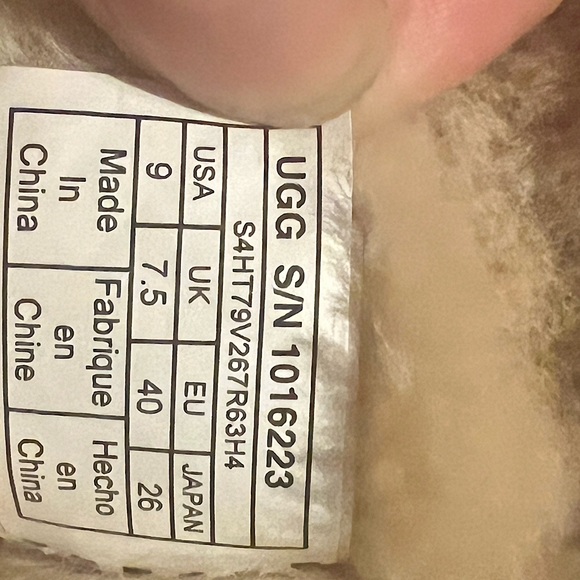 UGG S/N 1016223
S4HT79V267R63H4
USA UK EU JAPAN
9 7.5 40 26
Made Fabrique Hecho
In en en
China Chine China